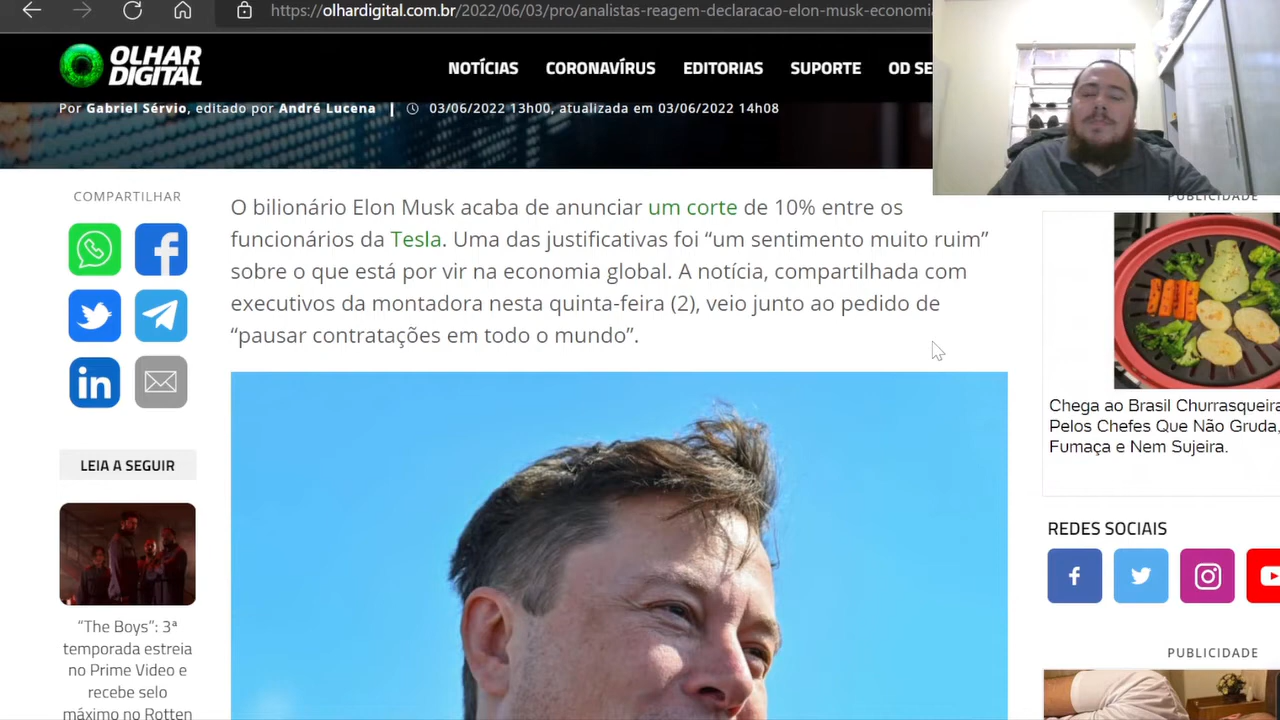 https://olhardigital.com.br/2022/06/03/pro/analistas-reagem-declaracao-elon-musk-economi
OLHAR
DIGITAL
NOTÍCIAS CORONAVÍRUS EDITORIAS SUPORTE OD SE
Por Gabriel Sérvio, editado por André Lucena | 03/06/2022 13h00, atualizada em 03/06/2022 14h08
COMPARTILHAR
O bilionário Elon Musk acaba de anunciar um corte de 10% entre os
funcionários da Tesla. Uma das justificativas foi “um sentimento muito ruim”
sobre o que está por vir na economia global. A notícia, compartilhada com
executivos da montadora nesta quinta-feira (2), veio junto ao pedido de
“pausar contratações em todo o mundo”.
in
LEIA A SEGUIR
“The Boys”: 3ª
temporada estreia
no Prime Video e
recebe selo
máximo no Rotten
PUBLICIDADE
Chega ao Brasil Churrasqueira
Pelos Chefes Que Não Gruda,
Fumaça e Nem Sujeira.
REDES SOCIAIS
PUBLICIDADE